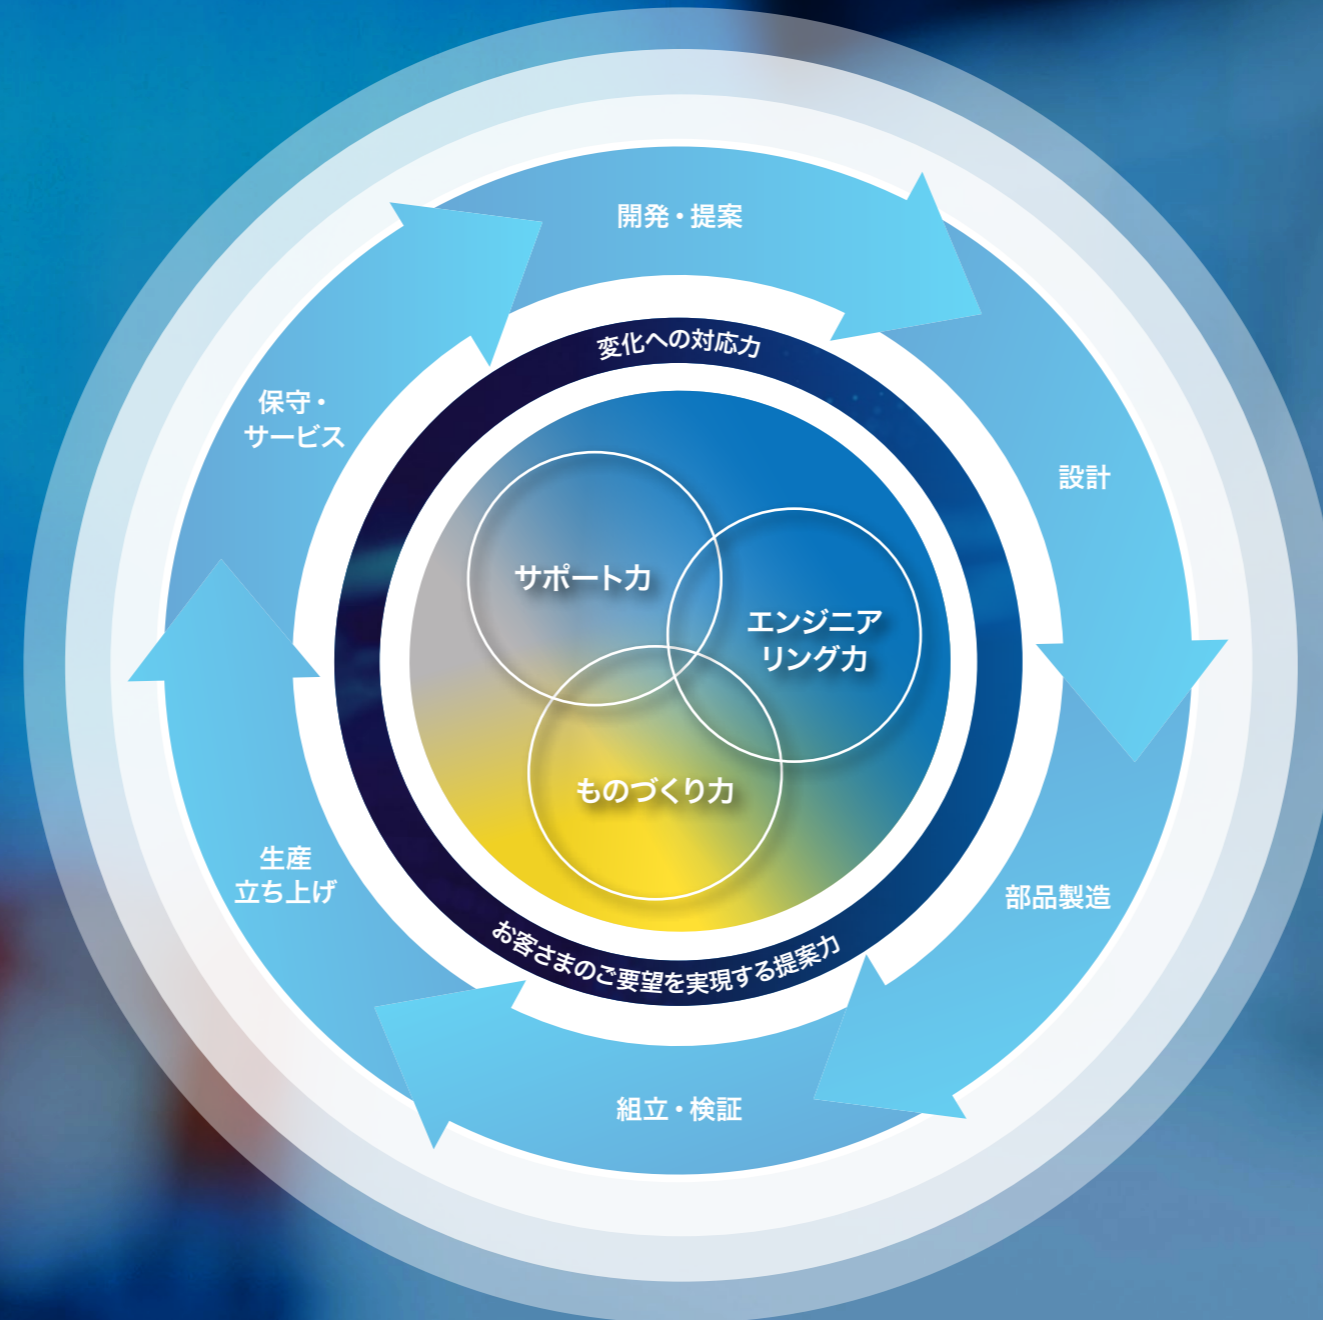 開発・提案
設計
部品製造
組立・検証
生産
立ち上げ
保守・
サービス
変化への対応力
お客さまのご要望を実現する提案力
サポート力
エンジニア
リング力
ものづくり力